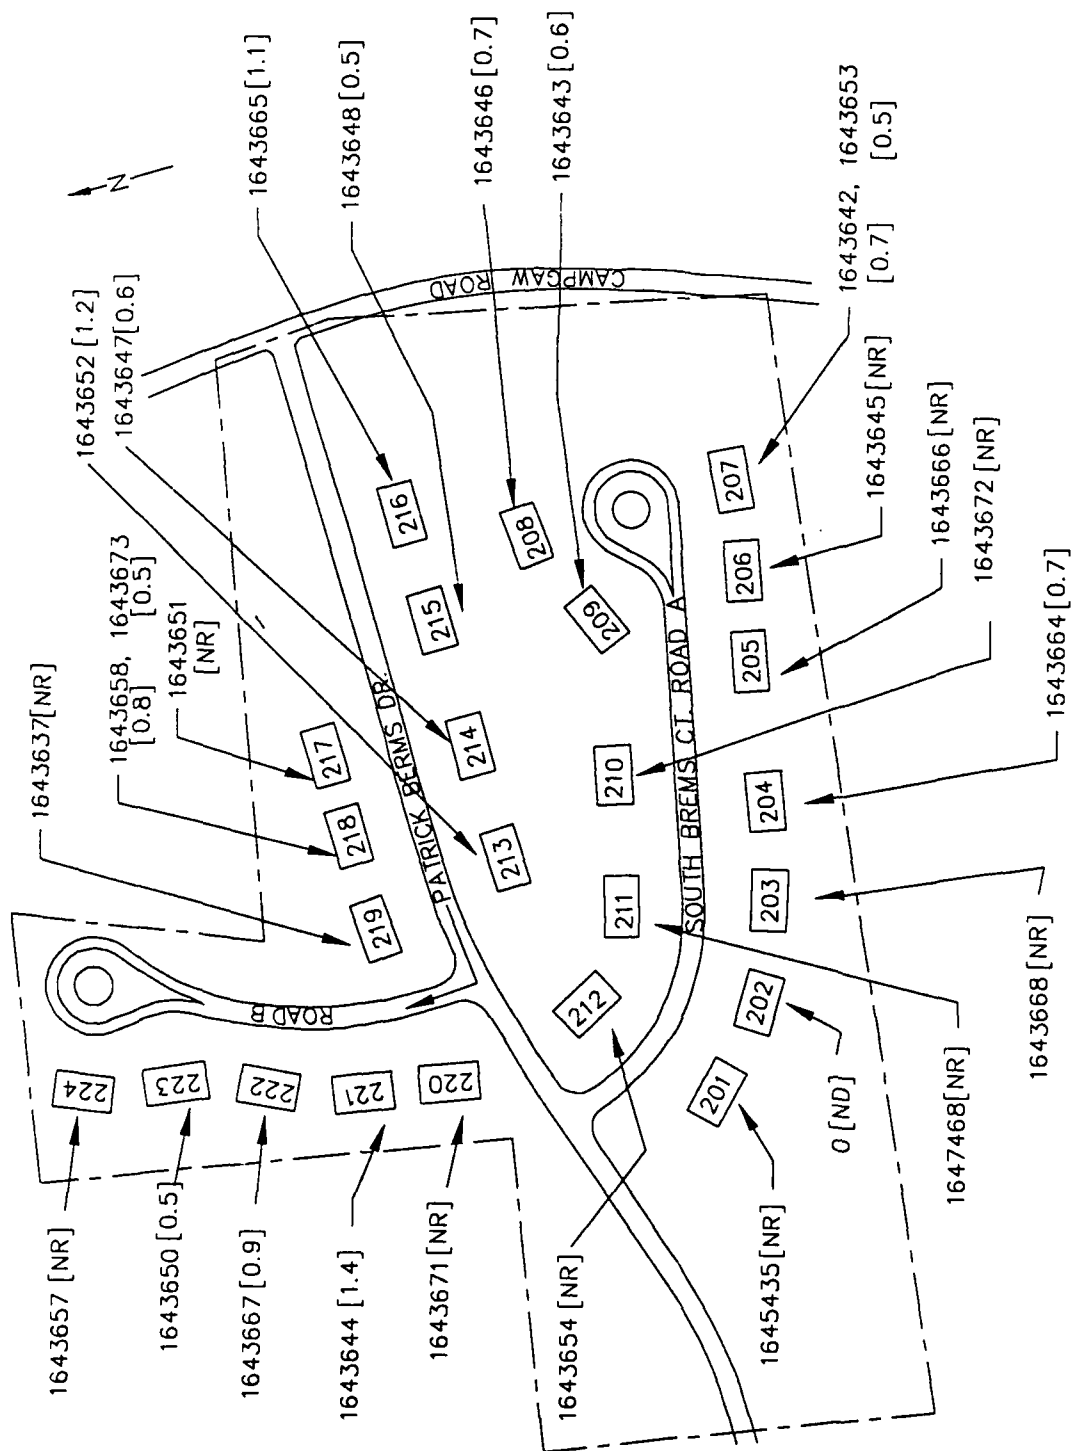 N
1643665 [1.1]
1643648 [0.5]
1643646 [0.7]
1643643 [0.6]
1643642, 1643653
[0.7] [0.5]
1643645 [NR]
1643666 [NR]
1643672 [NR]
1643664 [0.7]
1643668 [NR]
1647468[NR]
0 [ND]
1645435[NR]
1643654 [NR]
1643671 [NR]
1643644 [1.4]
1643667 [0.9]
1643650 [0.5]
1643657 [NR]
1643637[NR]
1643658, 1643673
[0.8] [0.5]
1643651
[NR]
1643652 [1.2]
1643647[0.6]
CAMPGAW ROAD
PATRICK BERMS DR.
SOUTH BREMS CT. ROAD A
ROAD B
201
202
203
204
205
206
207
208
209
210
211
212
213
214
215
216
217
218
219
220
221
222
223
224